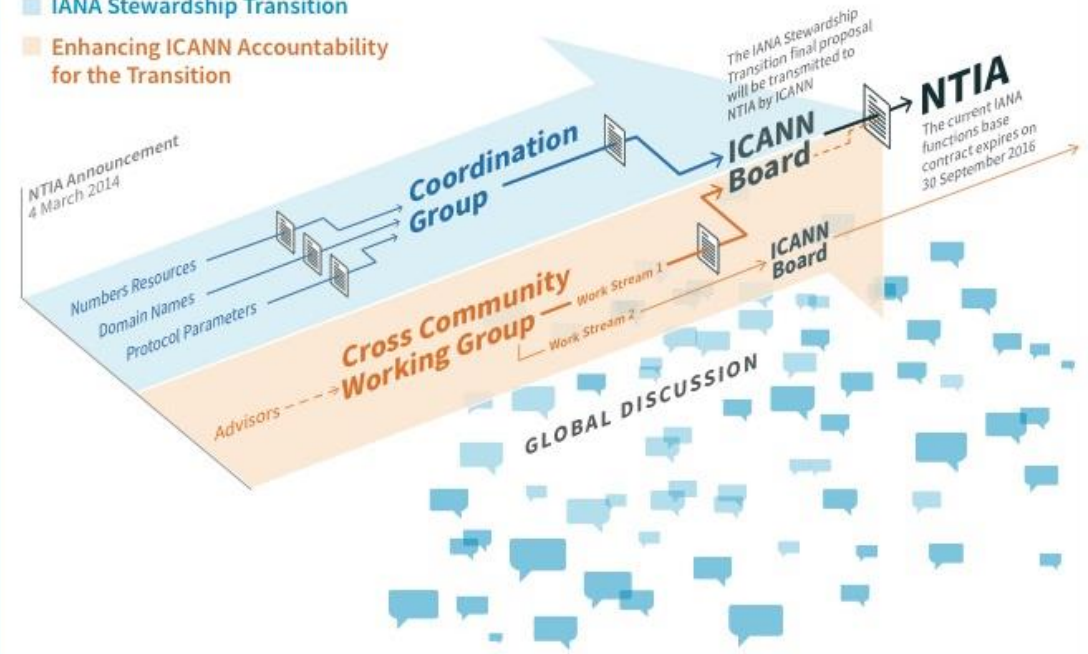 IANA Stewardship Transition
Enhancing ICANN Accountability
for the Transition
NTIA Announcement
4 March 2014
Numbers Resources
Domain Names
Protocol Parameters
Coordination
Group
The IANA Stewardship
Transition final proposal
will be transmitted to
NTIA by ICANN
ICANN
Board
NTIA
The current IANA
functions base
contract expires on
30 September 2016
Advisors
Cross Community
Working Group
Work Stream 1
Work Stream 2
ICANN
Board
GLOBAL DISCUSSION